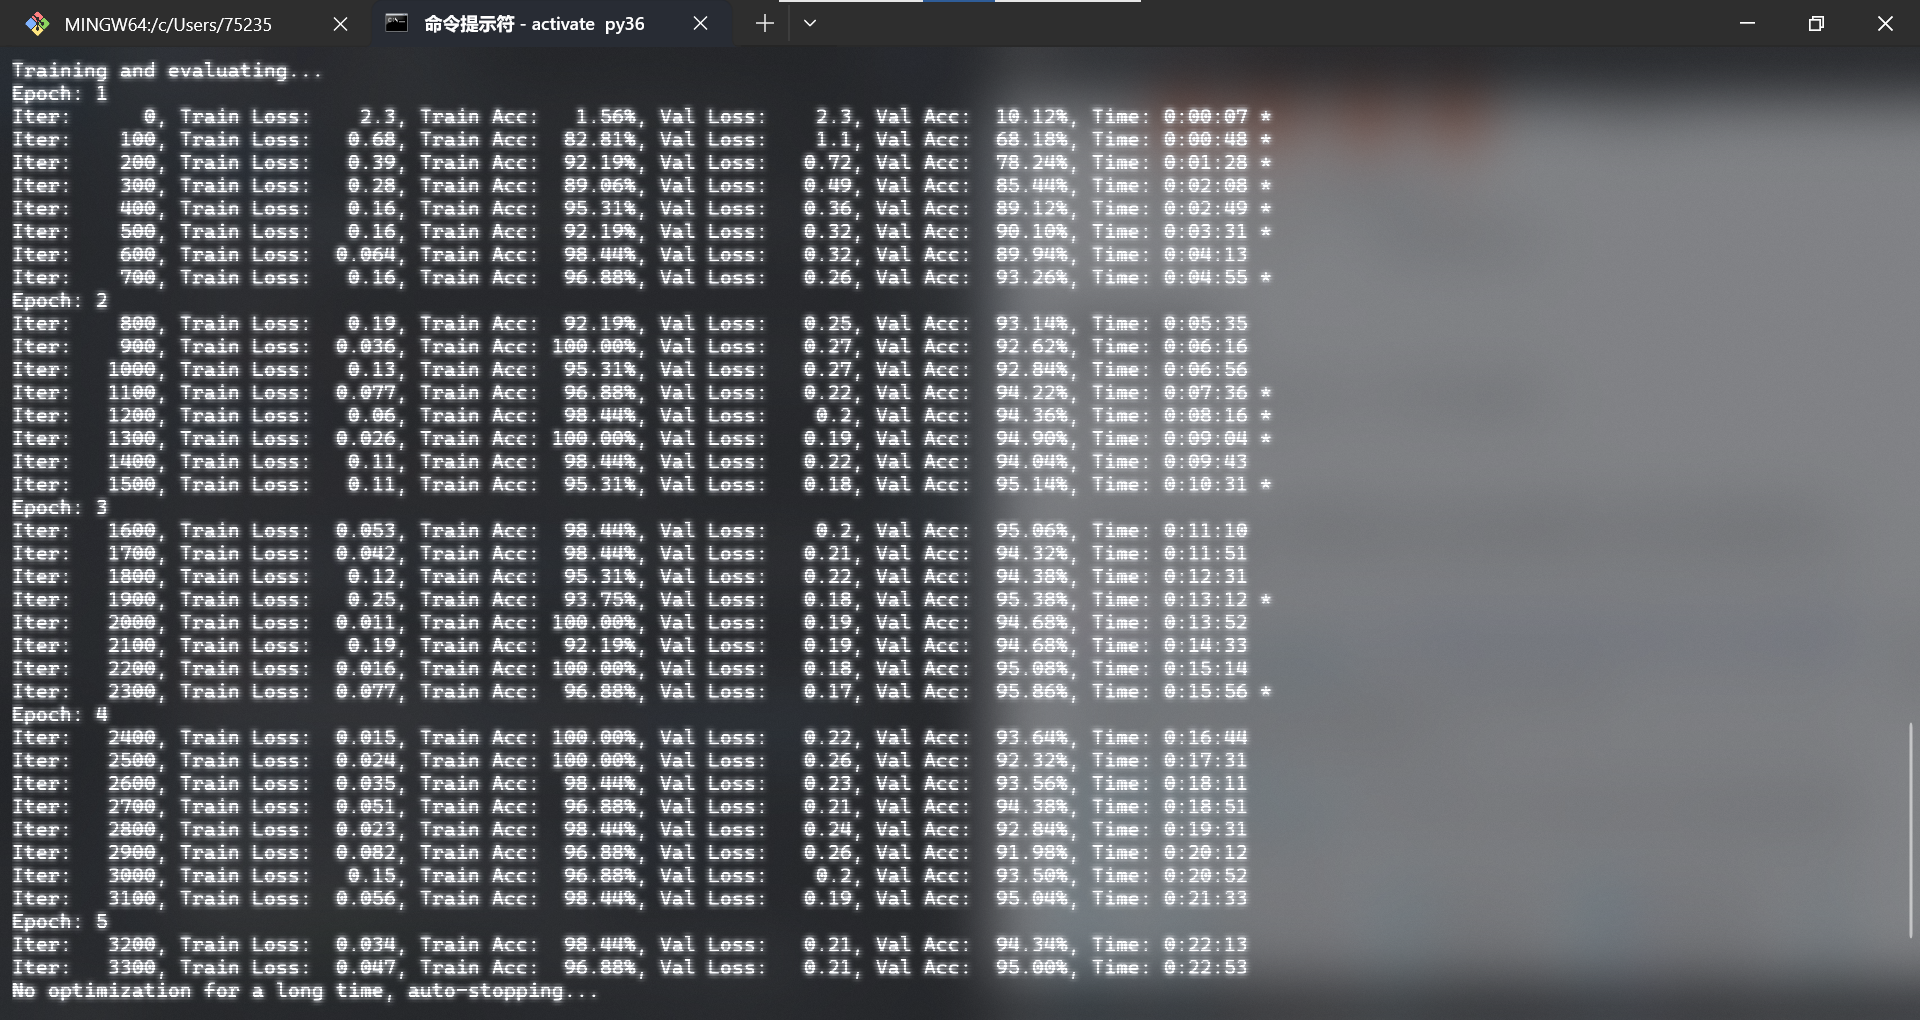 MINGW64:/c/Users/75235
命令提示符 - activate  py36
Training and evaluating...
Epoch: 1
Iter:      0, Train Loss:    2.3, Train Acc:   1.56%, Val Loss:    2.3, Val Acc:  10.12%, Time: 0:00:07 *
Iter:    100, Train Loss:   0.68, Train Acc:  82.81%, Val Loss:    1.1, Val Acc:  68.18%, Time: 0:00:48 *
Iter:    200, Train Loss:   0.39, Train Acc:  92.19%, Val Loss:   0.72, Val Acc:  78.24%, Time: 0:01:28 *
Iter:    300, Train Loss:   0.28, Train Acc:  89.06%, Val Loss:   0.49, Val Acc:  85.44%, Time: 0:02:08 *
Iter:    400, Train Loss:   0.16, Train Acc:  95.31%, Val Loss:   0.36, Val Acc:  89.12%, Time: 0:02:49 *
Iter:    500, Train Loss:   0.16, Train Acc:  92.19%, Val Loss:   0.32, Val Acc:  90.10%, Time: 0:03:31 *
Iter:    600, Train Loss:  0.064, Train Acc:  98.44%, Val Loss:   0.32, Val Acc:  89.94%, Time: 0:04:13
Iter:    700, Train Loss:   0.16, Train Acc:  96.88%, Val Loss:   0.26, Val Acc:  93.26%, Time: 0:04:55 *
Epoch: 2
Iter:    800, Train Loss:   0.19, Train Acc:  92.19%, Val Loss:   0.25, Val Acc:  93.14%, Time: 0:05:35
Iter:    900, Train Loss:  0.036, Train Acc: 100.00%, Val Loss:   0.27, Val Acc:  92.62%, Time: 0:06:16
Iter:   1000, Train Loss:   0.13, Train Acc:  95.31%, Val Loss:   0.27, Val Acc:  92.84%, Time: 0:06:56
Iter:   1100, Train Loss:  0.077, Train Acc:  96.88%, Val Loss:   0.22, Val Acc:  94.22%, Time: 0:07:36 *
Iter:   1200, Train Loss:   0.06, Train Acc:  98.44%, Val Loss:    0.2, Val Acc:  94.36%, Time: 0:08:16 *
Iter:   1300, Train Loss:  0.026, Train Acc: 100.00%, Val Loss:   0.19, Val Acc:  94.90%, Time: 0:09:04 *
Iter:   1400, Train Loss:   0.11, Train Acc:  98.44%, Val Loss:   0.22, Val Acc:  94.04%, Time: 0:09:43
Iter:   1500, Train Loss:   0.11, Train Acc:  95.31%, Val Loss:   0.18, Val Acc:  95.14%, Time: 0:10:31 *
Epoch: 3
Iter:   1600, Train Loss:  0.053, Train Acc:  98.44%, Val Loss:    0.2, Val Acc:  95.06%, Time: 0:11:10
Iter:   1700, Train Loss:  0.042, Train Acc:  98.44%, Val Loss:   0.21, Val Acc:  94.32%, Time: 0:11:51
Iter:   1800, Train Loss:   0.12, Train Acc:  95.31%, Val Loss:   0.22, Val Acc:  94.38%, Time: 0:12:31
Iter:   1900, Train Loss:   0.25, Train Acc:  93.75%, Val Loss:   0.18, Val Acc:  95.38%, Time: 0:13:12 *
Iter:   2000, Train Loss:  0.011, Train Acc: 100.00%, Val Loss:   0.19, Val Acc:  94.68%, Time: 0:13:52
Iter:   2100, Train Loss:   0.19, Train Acc:  92.19%, Val Loss:   0.19, Val Acc:  94.68%, Time: 0:14:33
Iter:   2200, Train Loss:  0.016, Train Acc: 100.00%, Val Loss:   0.18, Val Acc:  95.08%, Time: 0:15:14
Iter:   2300, Train Loss:  0.077, Train Acc:  96.88%, Val Loss:   0.17, Val Acc:  95.86%, Time: 0:15:56 *
Epoch: 4
Iter:   2400, Train Loss:  0.015, Train Acc: 100.00%, Val Loss:   0.22, Val Acc:  93.64%, Time: 0:16:44
Iter:   2500, Train Loss:  0.024, Train Acc: 100.00%, Val Loss:   0.26, Val Acc:  92.32%, Time: 0:17:31
Iter:   2600, Train Loss:  0.035, Train Acc:  98.44%, Val Loss:   0.23, Val Acc:  93.56%, Time: 0:18:11
Iter:   2700, Train Loss:  0.051, Train Acc:  96.88%, Val Loss:   0.21, Val Acc:  94.38%, Time: 0:18:51
Iter:   2800, Train Loss:  0.023, Train Acc:  98.44%, Val Loss:   0.24, Val Acc:  92.84%, Time: 0:19:31
Iter:   2900, Train Loss:  0.082, Train Acc:  96.88%, Val Loss:   0.26, Val Acc:  91.98%, Time: 0:20:12
Iter:   3000, Train Loss:   0.15, Train Acc:  96.88%, Val Loss:    0.2, Val Acc:  93.50%, Time: 0:20:52
Iter:   3100, Train Loss:  0.056, Train Acc:  98.44%, Val Loss:   0.19, Val Acc:  95.04%, Time: 0:21:33
Epoch: 5
Iter:   3200, Train Loss:  0.034, Train Acc:  98.44%, Val Loss:   0.21, Val Acc:  94.34%, Time: 0:22:13
Iter:   3300, Train Loss:  0.047, Train Acc:  96.88%, Val Loss:   0.21, Val Acc:  95.00%, Time: 0:22:53
No optimization for a long time, auto-stopping...